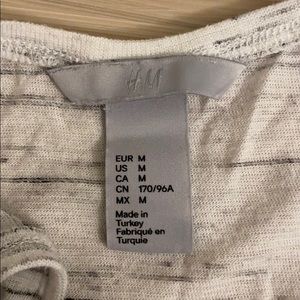 H&M
EUR M
US M
CA M
CN 170/96A
MX M
Made in
Turkey
Fabriqué en
Turquie